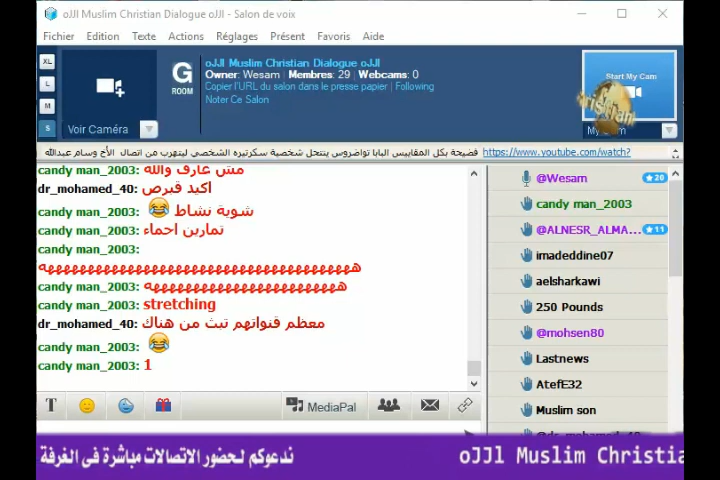 oJJl Muslim Christian Dialogue oJJl - Salon de voix
Fichier Edition Texte Actions Réglages Présent Favoris Aide
XL
L
M
S
Voir Caméra
G
ROOM
oJJl Muslim Christian Dialogue oJJl
Owner: Wesam | Membres: 29 | Webcams: 0
Copier l'URL du salon dans le presse papier | Following
Noter Ce Salon
Start My Cam
فضيحة بكل المقاييس البابا تواضروس ينتحل شخصية سكرتيره الشخصي ليتهرب من اتصال الأخ وسام عبدالله https://www.youtube.com/watch?
candy man_2003: مش عارف والله
dr_mohamed_40: اكيد قبرص
candy man_2003: 😂 شوية نشاط
candy man_2003: تمارين احماء
candy man_2003:
candy man_2003:
candy man_2003: stretching
dr_mohamed_40: معظم قنواتهم تبث من هناك
candy man_2003: 😂
candy man_2003: 1
@Wesam 20
candy man_2003
@ALNESR_ALMA... 11
imadeddine07
aelsharkawi
250 Pounds
@mohsen80
Lastnews
AtefE32
Muslim son
@dr_mohamed_40
T MediaPal
ندعوكم لحضور الاتصالات مباشرة فى الغرفة oJJl Muslim Christia